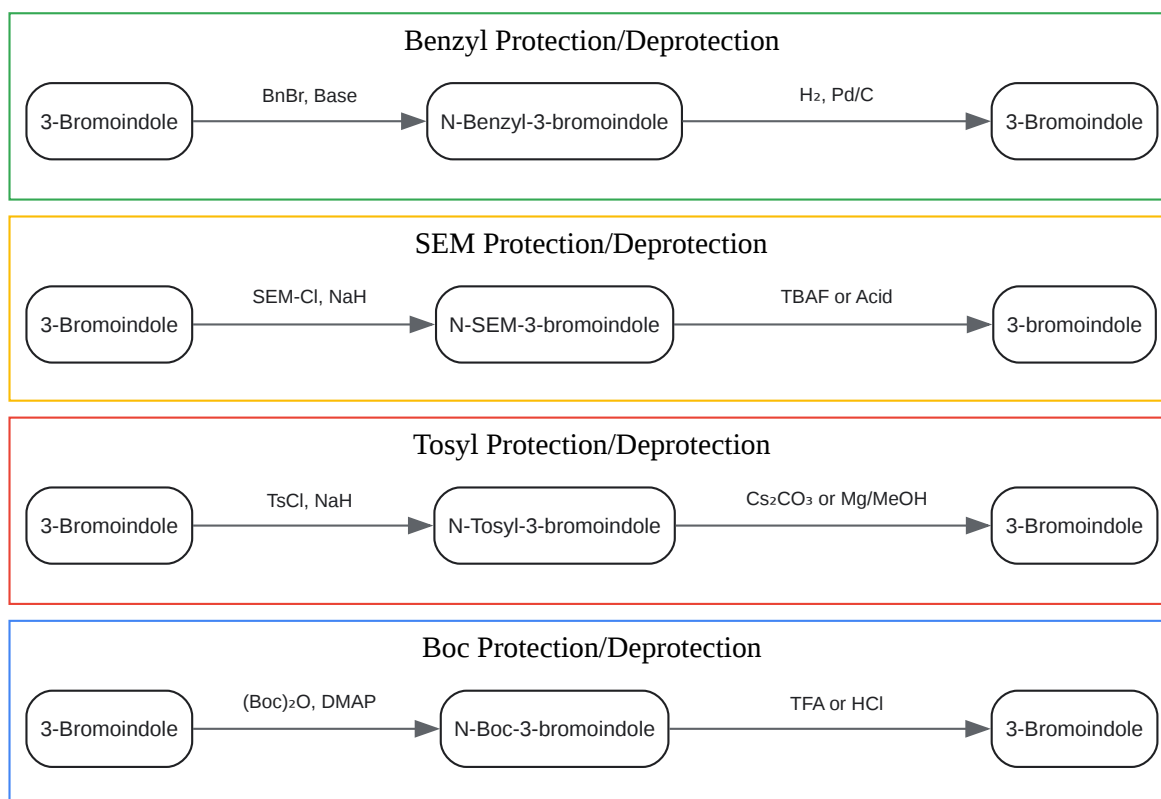 Benzyl Protection/Deprotection
BnBr, Base
H₂, Pd/C
3-Bromoindole
N-Benzyl-3-bromoindole
3-Bromoindole
SEM Protection/Deprotection
SEM-Cl, NaH
TBAF or Acid
3-Bromoindole
N-SEM-3-bromoindole
3-bromoindole
Tosyl Protection/Deprotection
TsCl, NaH
Cs₂CO₃ or Mg/MeOH
3-Bromoindole
N-Tosyl-3-bromoindole
3-Bromoindole
Boc Protection/Deprotection
(Boc)₂O, DMAP
TFA or HCl
3-Bromoindole
N-Boc-3-bromoindole
3-Bromoindole